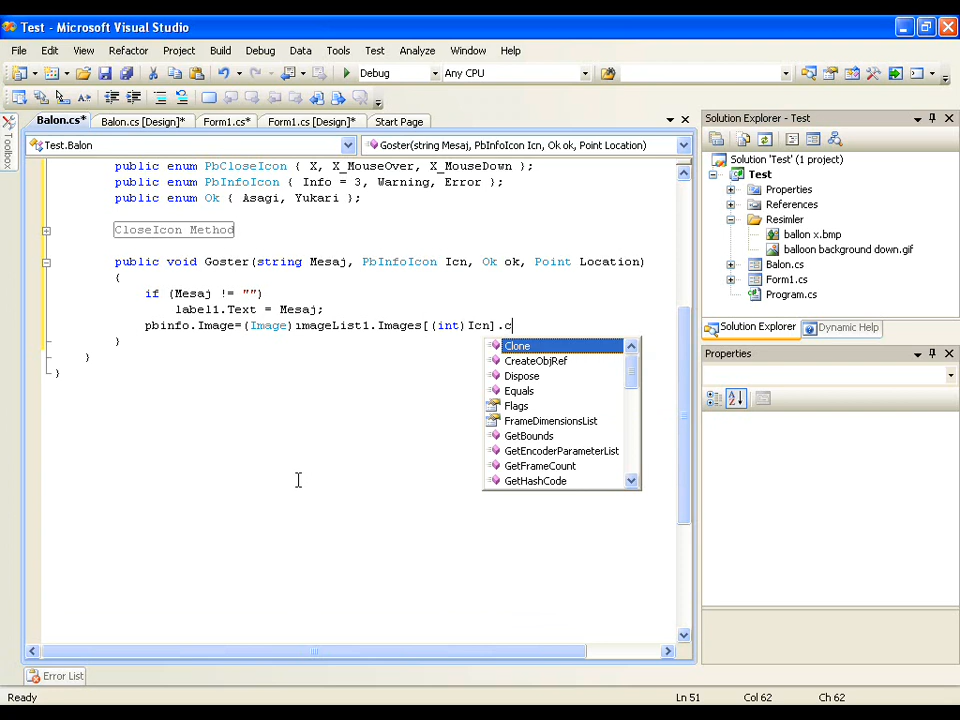 Test - Microsoft Visual Studio
File Edit View Refactor Project Build Debug Data Tools Test Analyze Window Help
Debug Any CPU
Balon.cs* Balon.cs [Design]* Form1.cs* Form1.cs [Design]* Start Page
Toolbox
Test.Balon Goster(string Mesaj, PbInfoIcon Icn, Ok ok, Point Location)
public enum PbCloseIcon { X, X_MouseOver, X_MouseDown };
public enum PbInfoIcon { Info = 3, Warning, Error };
public enum Ok { Asagi, Yukari };
CloseIcon Method
public void Goster(string Mesaj, PbInfoIcon Icn, Ok ok, Point Location)
{
if (Mesaj != "")
label1.Text = Mesaj;
pbinfo.Image=(Image)ımageList1.Images[(int)Icn].c
}
}
}
Clone
CreateObjRef
Dispose
Equals
Flags
FrameDimensionsList
GetBounds
GetEncoderParameterList
GetFrameCount
GetHashCode
Solution Explorer - Test
Solution 'Test' (1 project)
Test
Properties
References
Resimler
ballon x.bmp
balloon background down.gif
Balon.cs
Form1.cs
Program.cs
Solution Explorer Dynamic Help
Properties
Error List
Ready Ln 51 Col 62 Ch 62